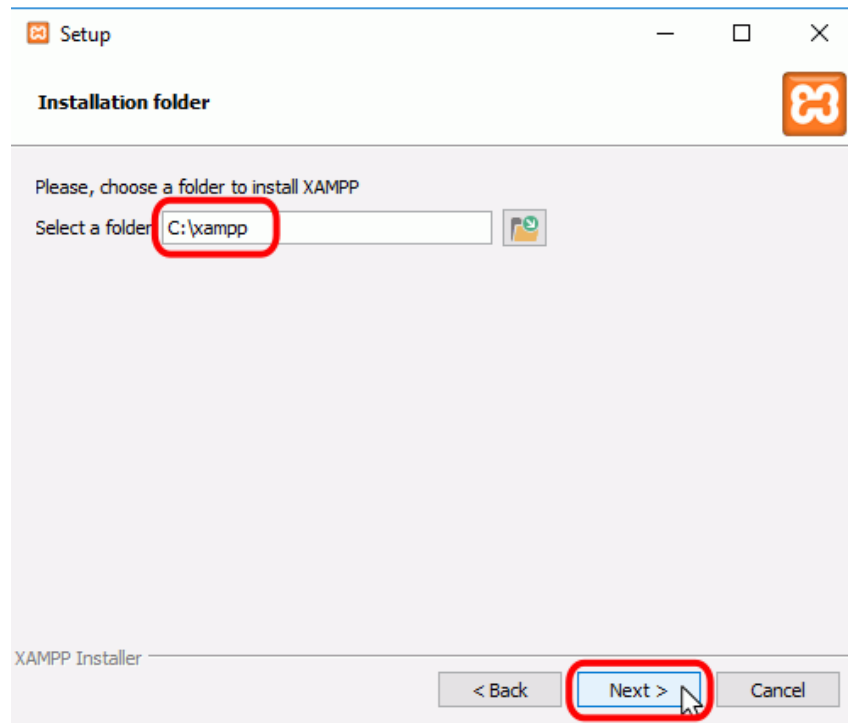 Setup
Installation folder
Please, choose a folder to install XAMPP
Select a folder C:\xampp
XAMPP Installer
< Back Next > Cancel